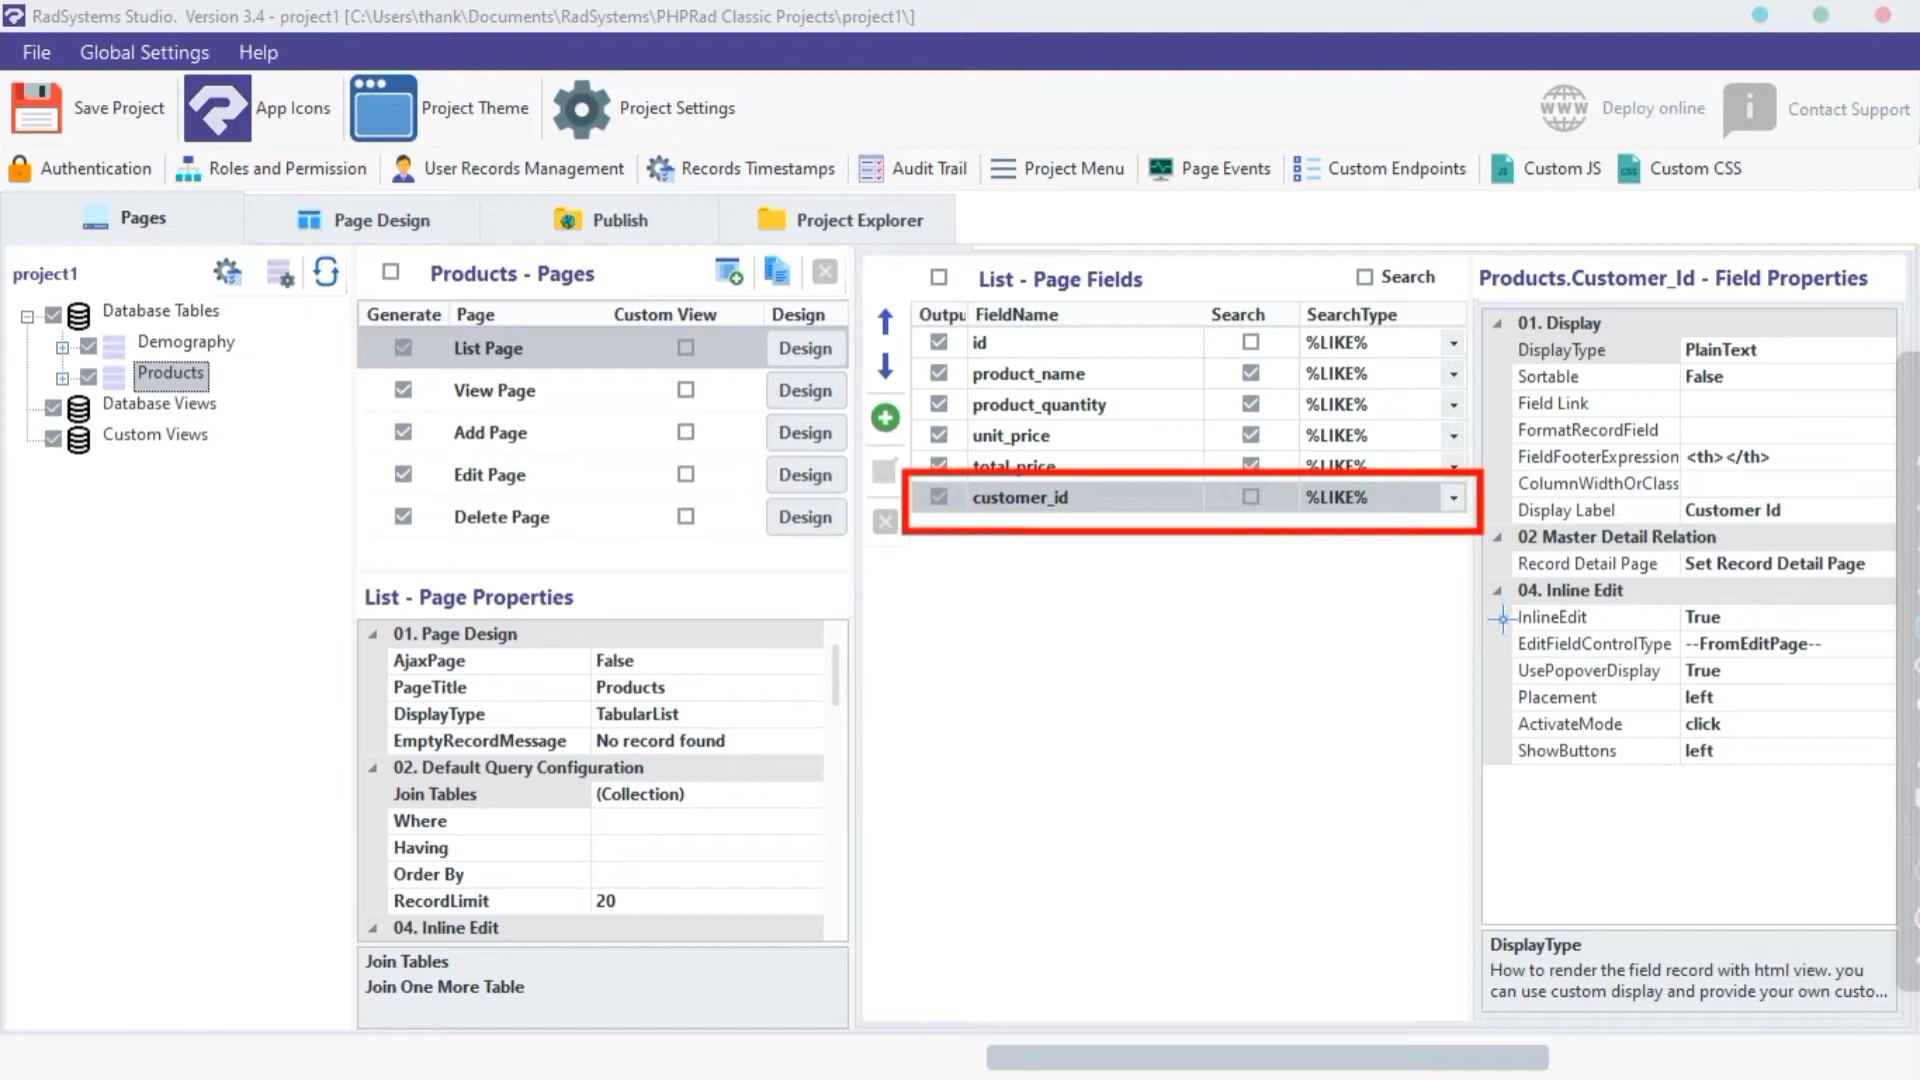 RadSystems Studio.  Version 3.4 - project1 [C:\Users\thank\Documents\RadSystems\PHPRad Classic Projects\project1\]
File Global Settings Help
Save Project App Icons Project Theme Project Settings WWW Deploy online Contact Support
Authentication Roles and Permission User Records Management Records Timestamps Audit Trail Project Menu Page Events Custom Endpoints Custom JS Custom CSS
Pages Page Design Publish Project Explorer
project1
Database Tables
Demography
Products
Database Views
Custom Views
Products - Pages
Generate Page Custom View Design
List Page Design
View Page Design
Add Page Design
Edit Page Design
Delete Page Design
List - Page Properties
01. Page Design
AjaxPage False
PageTitle Products
DisplayType TabularList
EmptyRecordMessage No record found
02. Default Query Configuration
Join Tables (Collection)
Where
Having
Order By
RecordLimit 20
04. Inline Edit
Join Tables
Join One More Table
List - Page Fields Search
Outpu FieldName Search SearchType
id %LIKE%
product_name %LIKE%
product_quantity %LIKE%
unit_price %LIKE%
total_price %LIKE%
customer_id %LIKE%
Products.Customer_Id - Field Properties
01. Display
DisplayType PlainText
Sortable False
Field Link
FormatRecordField
FieldFooterExpression <th></th>
ColumnWidthOrClass
Display Label Customer Id
02 Master Detail Relation
Record Detail Page Set Record Detail Page
04. Inline Edit
InlineEdit True
EditFieldControlType --FromEditPage--
UsePopoverDisplay True
Placement left
ActivateMode click
ShowButtons left
DisplayType
How to render the field record with html view. you
can use custom display and provide your own custo...